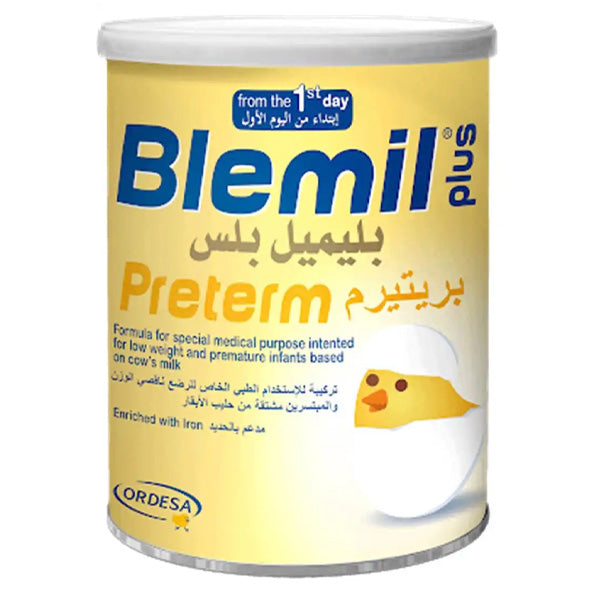 from the 1st day
إبتداء من اليوم الأول
Blemil® plus
بليميل بلس
Preterm بريتيرم
Formula for special medical purpose intented
for low weight and premature infants based
on cow's milk
تركيبة للإستخدام الطبي الخاص للرضع ناقصي الوزن
والمبتسرين مشتقة من حليب الأبقار
Enriched with Iron مدعم بالحديد
ORDESA